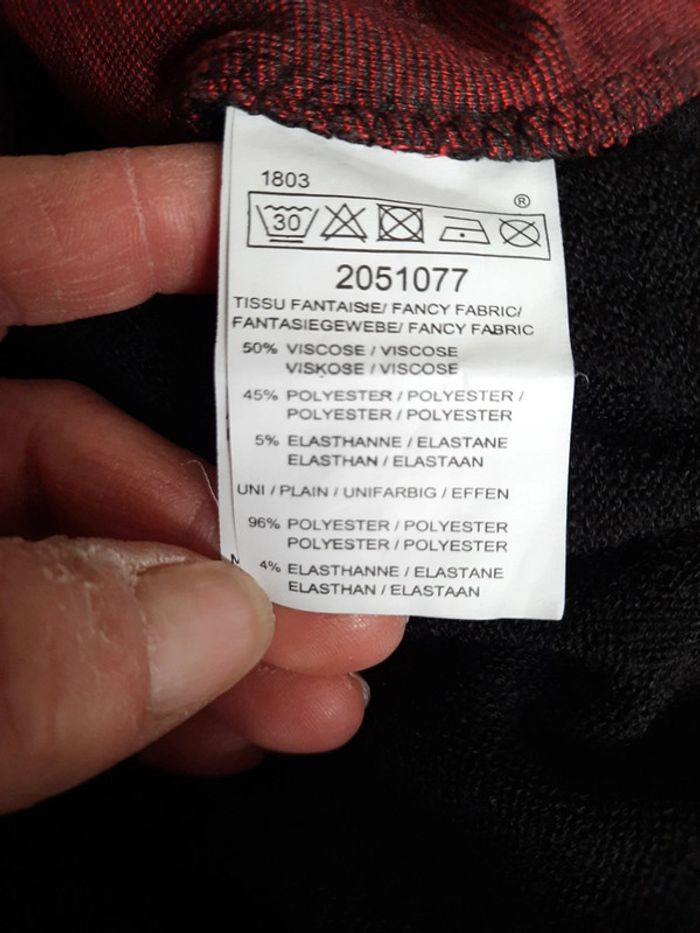 1803
®
30
2051077
TISSU FANTAISIE/ FANCY FABRIC/
FANTASIEGEWEBE/ FANCY FABRIC
50% VISCOSE / VISCOSE
VISKOSE / VISCOSE
45% POLYESTER / POLYESTER /
POLYESTER / POLYESTER
5% ELASTHANNE / ELASTANE
ELASTHAN / ELASTAAN
UNI / PLAIN / UNIFARBIG / EFFEN
96% POLYESTER / POLYESTER
POLYESTER / POLYESTER
4% ELASTHANNE / ELASTANE
ELASTHAN / ELASTAAN